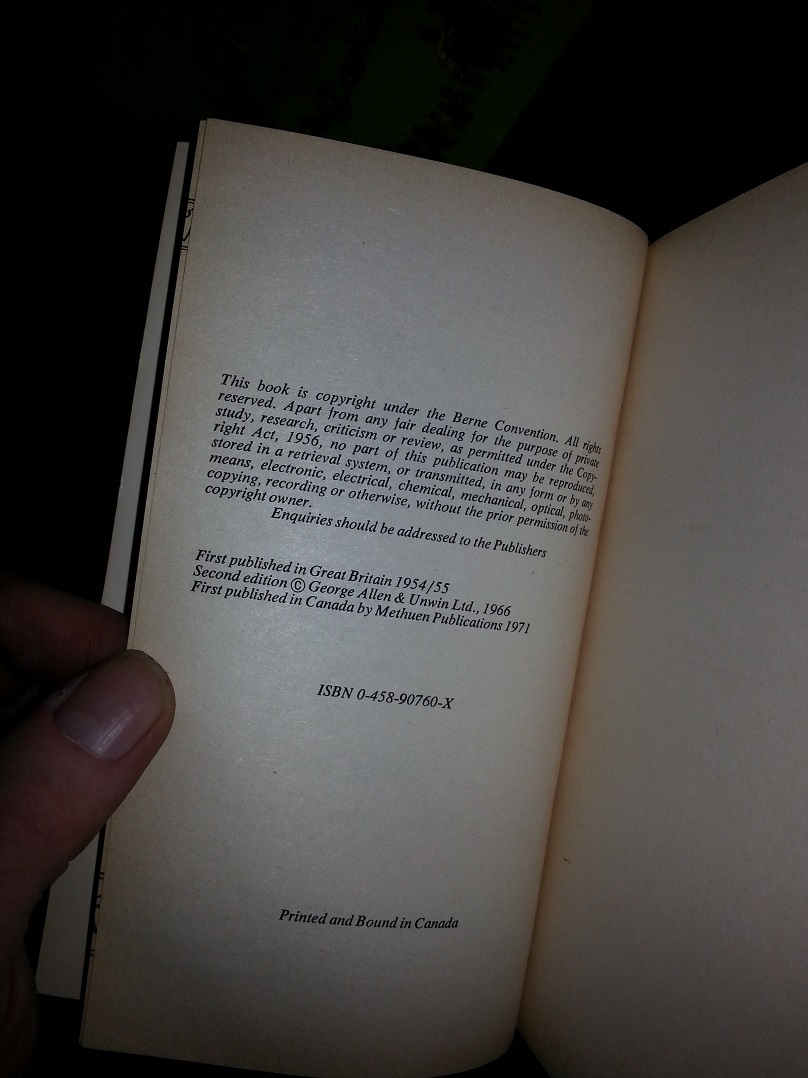 This book is copyright under the Berne Convention. All rights
reserved. Apart from any fair dealing for the purpose of private
study, research, criticism or review, as permitted under the Copy-
right Act, 1956, no part of this publication may be reproduced,
stored in a retrieval system, or transmitted, in any form or by any
means, electronic, electrical, chemical, mechanical, optical, photo-
copying, recording or otherwise, without the prior permission of the
copyright owner.
Enquiries should be addressed to the Publishers
First published in Great Britain 1954/55
Second edition © George Allen & Unwin Ltd., 1966
First published in Canada by Methuen Publications 1971
ISBN 0-458-90760-X
Printed and Bound in Canada